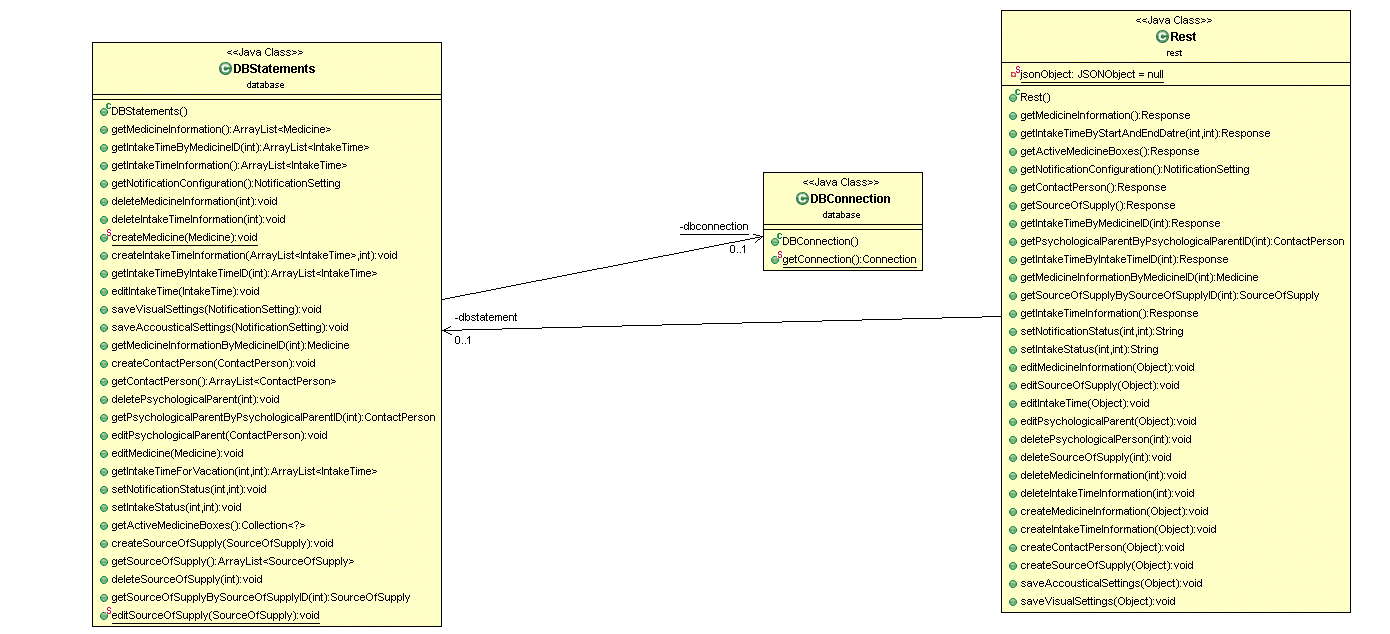 <<Java Class>>
DBStatements
database
DBStatements()
getMedicineInformation():ArrayList<Medicine>
getIntakeTimeByMedicineID(int):ArrayList<IntakeTime>
getIntakeTimeInformation():ArrayList<IntakeTime>
getNotificationConfiguration():NotificationSetting
deleteMedicineInformation(int):void
deleteIntakeTimeInformation(int):void
createMedicine(Medicine):void
createIntakeTimeInformation(ArrayList<IntakeTime>,int):void
getIntakeTimeByIntakeTimeID(int):ArrayList<IntakeTime>
editIntakeTime(IntakeTime):void
saveVisualSettings(NotificationSetting):void
saveAccousticalSettings(NotificationSetting):void
getMedicineInformationByMedicineID(int):Medicine
createContactPerson(ContactPerson):void
getContactPerson():ArrayList<ContactPerson>
deletePsychologicalParent(int):void
getPsychologicalParentByPsychologicalParentID(int):ContactPerson
editPsychologicalParent(ContactPerson):void
editMedicine(Medicine):void
getIntakeTimeForVacation(int,int):ArrayList<IntakeTime>
setNotificationStatus(int,int):void
setIntakeStatus(int,int):void
getActiveMedicineBoxes():Collection<?>
createSourceOfSupply(SourceOfSupply):void
getSourceOfSupply():ArrayList<SourceOfSupply>
deleteSourceOfSupply(int):void
getSourceOfSupplyBySourceOfSupplyID(int):SourceOfSupply
editSourceOfSupply(SourceOfSupply):void
-dbconnection
0..1
-dbstatement
0..1
<<Java Class>>
DBConnection
database
DBConnection()
getConnection():Connection
<<Java Class>>
Rest
rest
jsonObject: JSONObject = null
Rest()
getMedicineInformation():Response
getIntakeTimeByStartAndEndDatre(int,int):Response
getActiveMedicineBoxes():Response
getNotificationConfiguration():NotificationSetting
getContactPerson():Response
getSourceOfSupply():Response
getIntakeTimeByMedicineID(int):Response
getPsychologicalParentByPsychologicalParentID(int):ContactPerson
getIntakeTimeByIntakeTimeID(int):Response
getMedicineInformationByMedicineID(int):Medicine
getSourceOfSupplyBySourceOfSupplyID(int):SourceOfSupply
getIntakeTimeInformation():Response
setNotificationStatus(int,int):String
setIntakeStatus(int,int):String
editMedicineInformation(Object):void
editSourceOfSupply(Object):void
editIntakeTime(Object):void
editPsychologicalParent(Object):void
deletePsychologicalPerson(int):void
deleteSourceOfSupply(int):void
deleteMedicineInformation(int):void
deleteIntakeTimeInformation(int):void
createMedicineInformation(Object):void
createIntakeTimeInformation(Object):void
createContactPerson(Object):void
createSourceOfSupply(Object):void
saveAccousticalSettings(Object):void
saveVisualSettings(Object):void